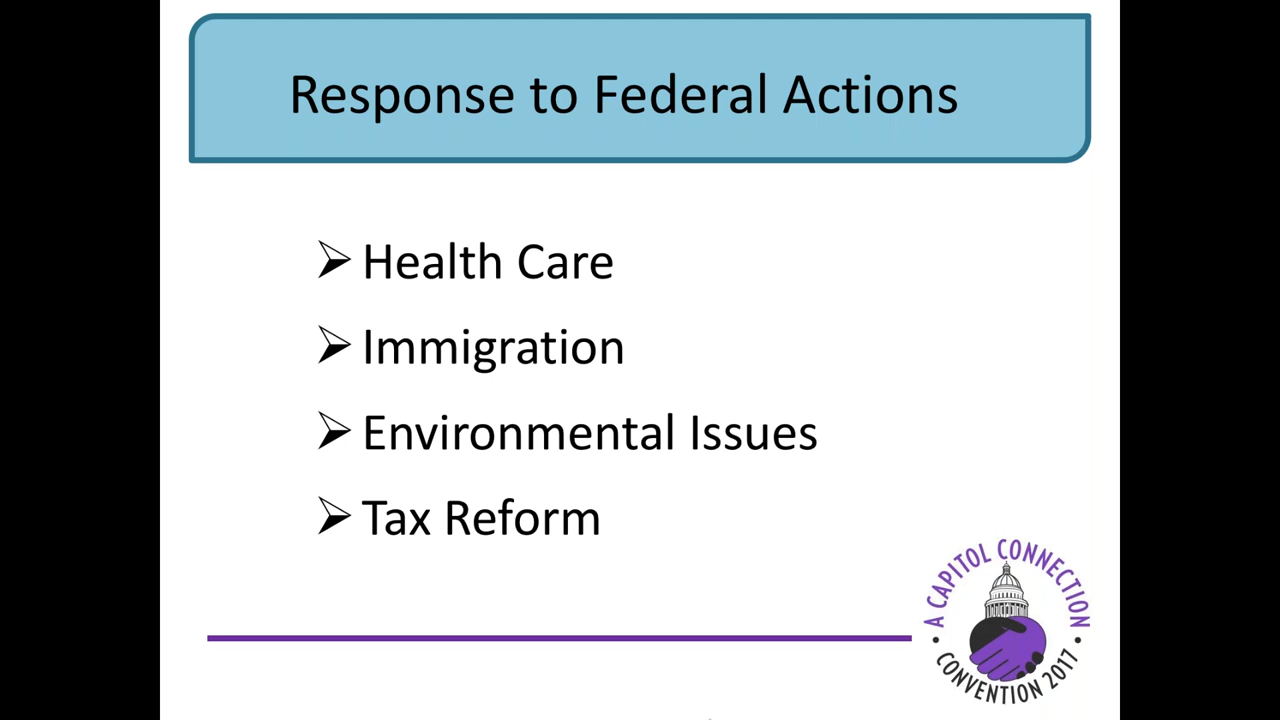 Response to Federal Actions
Health Care
Immigration
Environmental Issues
Tax Reform
A CAPITOL CONNECTION
• CONVENTION 2017 •